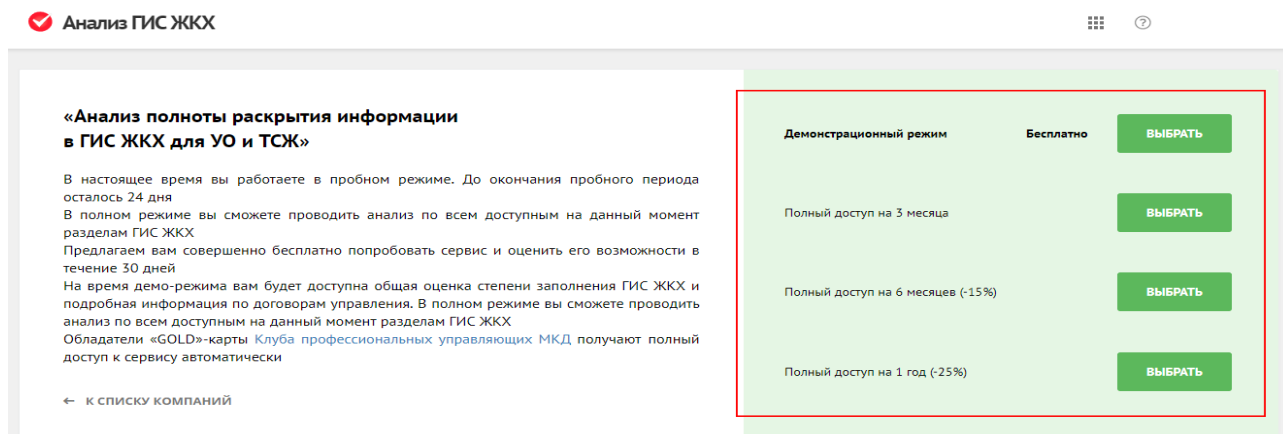 Анализ ГИС ЖКХ
?
«Анализ полноты раскрытия информации
в ГИС ЖКХ для УО и ТСЖ»
В настоящее время вы работаете в пробном режиме. До окончания пробного периода
осталось 24 дня
В полном режиме вы сможете проводить анализ по всем доступным на данный момент
разделам ГИС ЖКХ
Предлагаем вам совершенно бесплатно попробовать сервис и оценить его возможности в
течение 30 дней
На время демо-режима вам будет доступна общая оценка степени заполнения ГИС ЖКХ и
подробная информация по договорам управления. В полном режиме вы сможете проводить
анализ по всем доступным на данный момент разделам ГИС ЖКХ
Обладатели «GOLD»-карты Клуба профессиональных управляющих МКД получают полный
доступ к сервису автоматически
← К СПИСКУ КОМПАНИЙ
Демонстрационный режим Бесплатно ВЫБРАТЬ
Полный доступ на 3 месяца ВЫБРАТЬ
Полный доступ на 6 месяцев (-15%) ВЫБРАТЬ
Полный доступ на 1 год (-25%) ВЫБРАТЬ